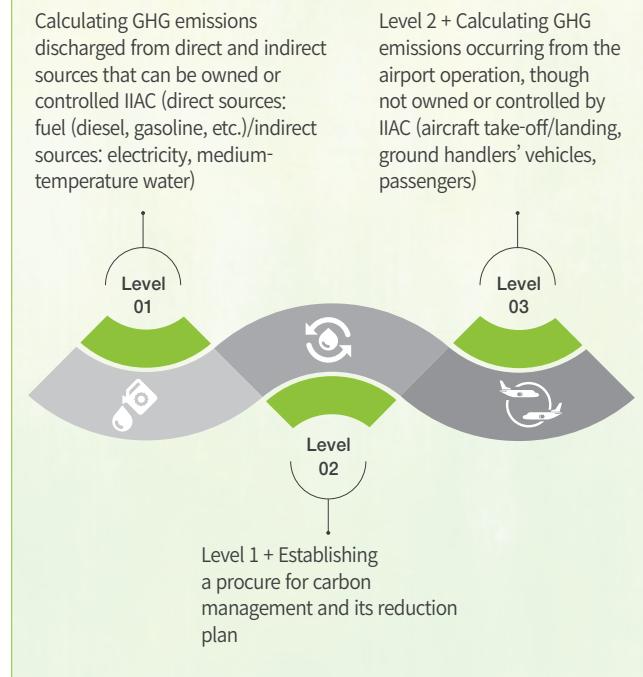 Calculating GHG emissions
discharged from direct and indirect
sources that can be owned or
controlled IIAC (direct sources:
fuel (diesel, gasoline, etc.)/indirect
sources: electricity, medium-
temperature water)
Level
01
Level 2 + Calculating GHG
emissions occurring from the
airport operation, though
not owned or controlled by
IIAC (aircraft take-off/landing,
ground handlers’ vehicles,
passengers)
Level
03
Level
02
Level 1 + Establishing
a procure for carbon
management and its reduction
plan